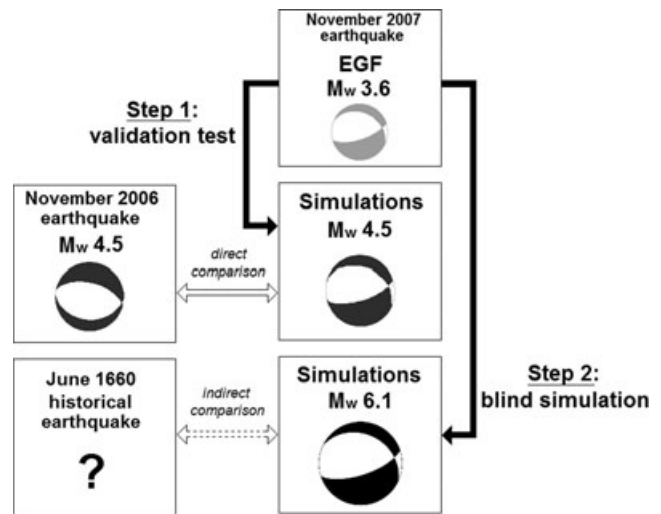 November 2007
earthquake
EGF
Mw 3.6
Step 1:
validation test
November 2006
earthquake
Mw 4.5
direct
comparison
Simulations
Mw 4.5
June 1660
historical
earthquake
?
indirect
comparison
Simulations
Mw 6.1
Step 2:
blind simulation